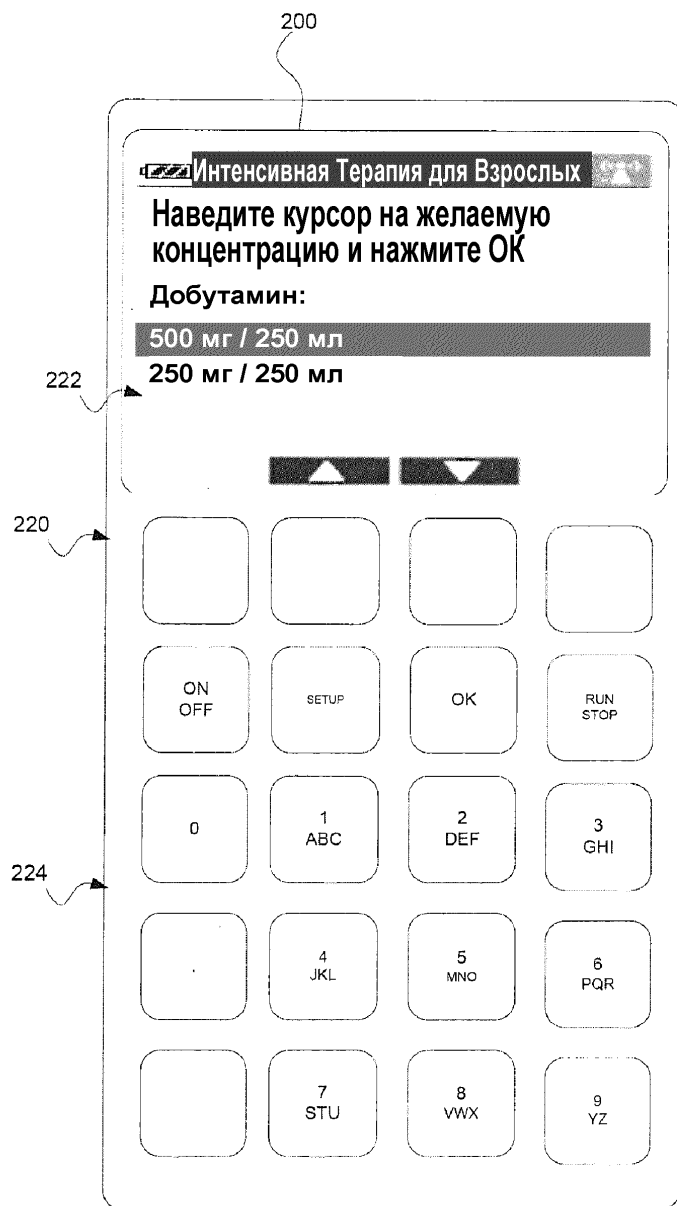 200
Интенсивная Терапия для Взрослых
Наведите курсор на желаемую
концентрацию и нажмите ОК
Добутамин:
500 мг / 250 мл
250 мг / 250 мл
222
220
ON
OFF
SETUP
OK
RUN
STOP
0
1
ABC
2
DEF
3
GHI
224
.
4
JKL
5
MNO
6
PQR
7
STU
8
VWX
9
YZ